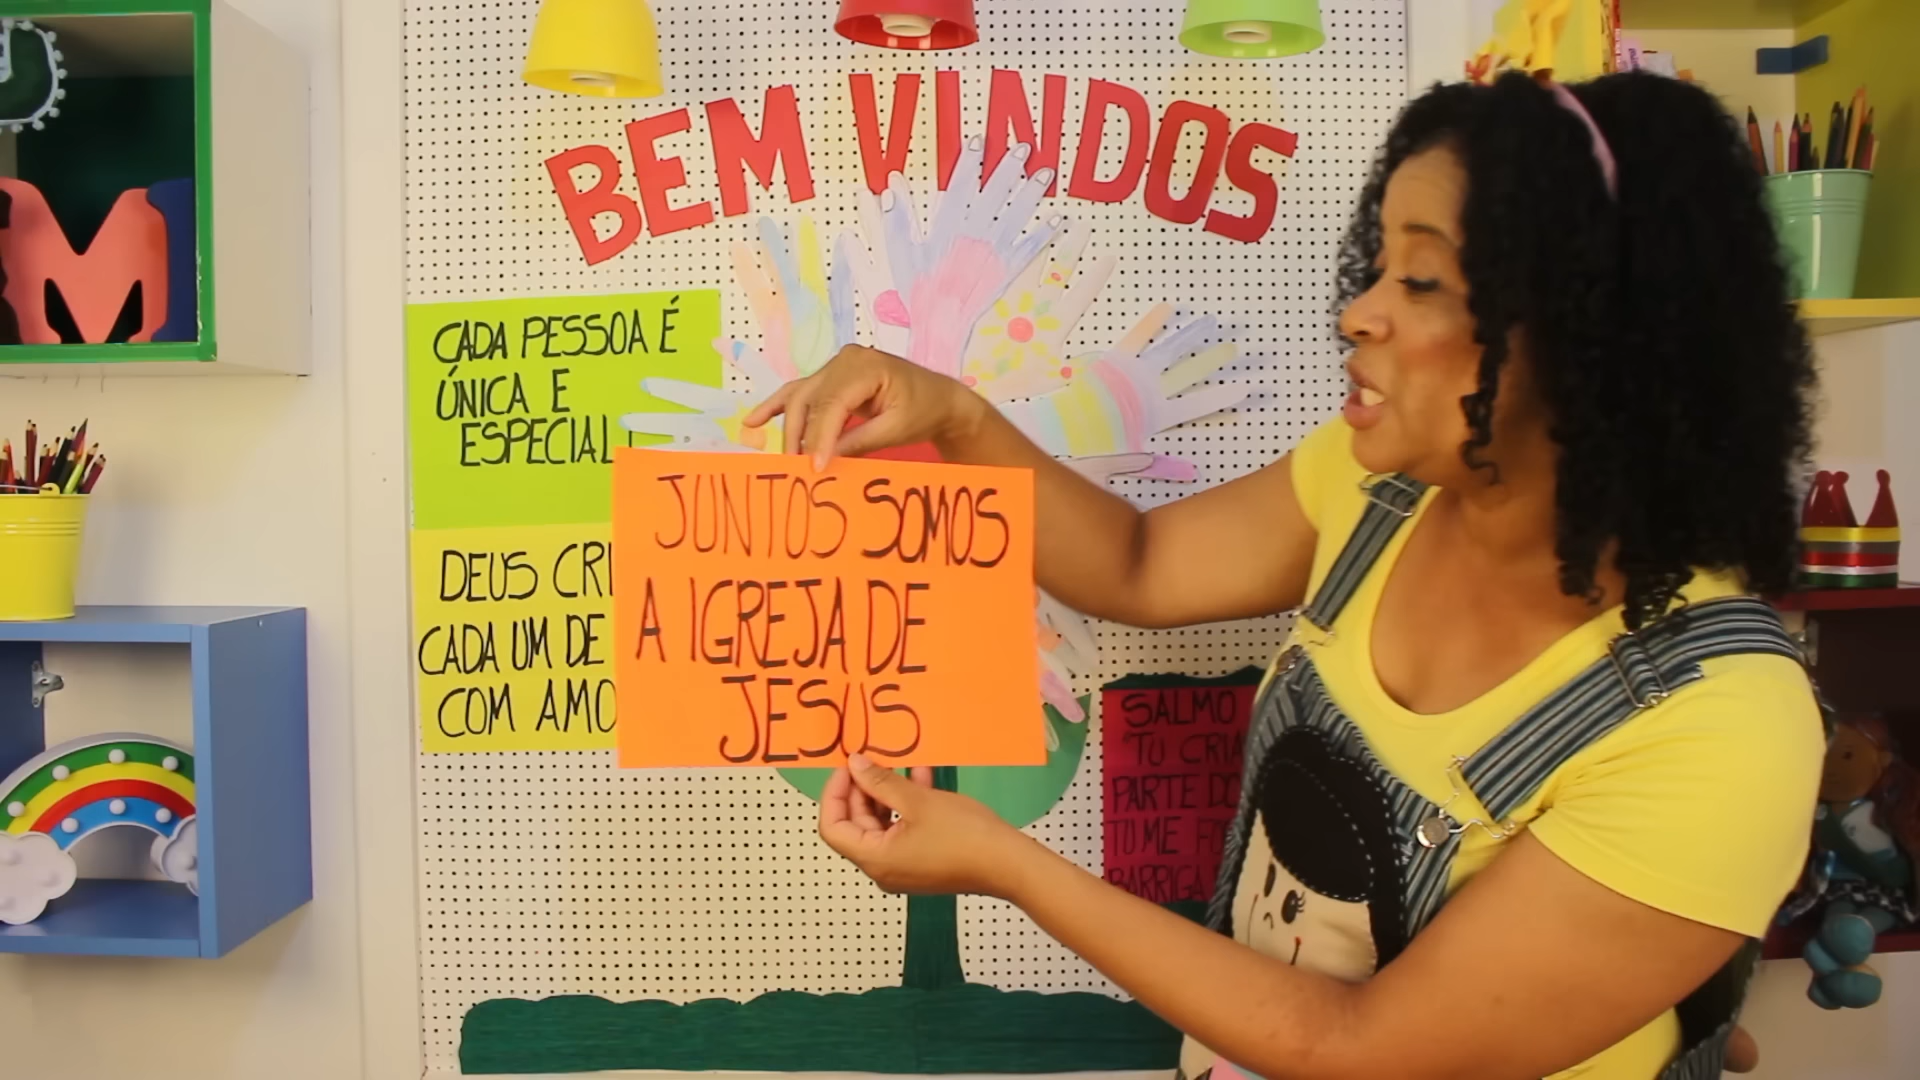 BEM VINDOS
CADA PESSOA É
ÚNICA E
ESPECIAL
DEUS
CADA UM DE
COM
JUNTOS SOMOS
A IGREJA DE
JESUS
SALMO
TU
PARTE
TU ME
BARRIGA
M